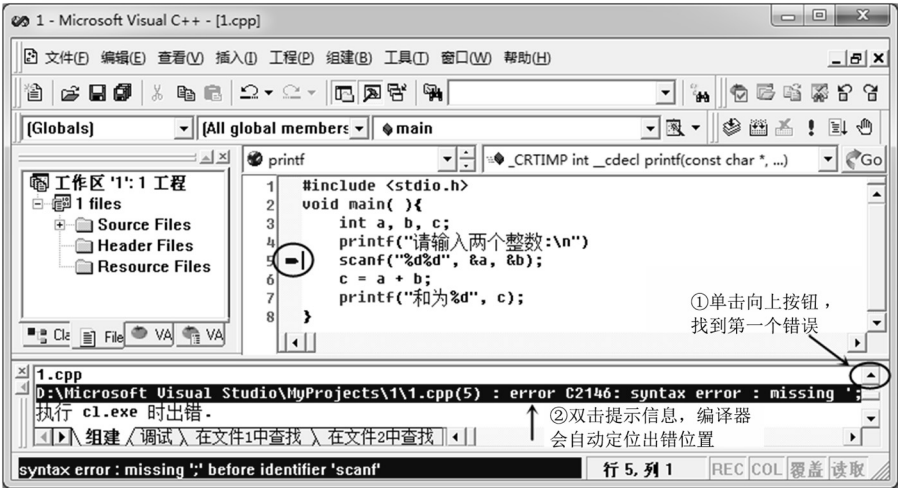 1 - Microsoft Visual C++ - [1.cpp]
文件(F) 编辑(E) 查看(V) 插入(I) 工程(P) 组建(B) 工具(T) 窗口(W) 帮助(H)
(Globals) (All global members main
printf _CRTIMP int __cdecl printf(const char *, ...) Go
工作区 '1': 1 工程
1 files
Source Files
Header Files
Resource Files
Cla File VA VA
1 #include <stdio.h>
2 void main( ){
3 int a, b, c;
4 printf("请输入两个整数:\n")
5 scanf("%d%d", &a, &b);
6 c = a + b;
7 printf("和为%d", c);
8 }
①单击向上按钮，
找到第一个错误
1.cpp
D:\Microsoft Visual Studio\MyProjects\1\1.cpp(5) : error C2146: syntax error : missing ';
执行 cl.exe 时出错.
②双击提示信息，编译器
会自动定位出错位置
组建 调试 在文件1中查找 在文件2中查找
syntax error : missing ';' before identifier 'scanf' 行 5, 列 1 REC COL 覆盖 读取